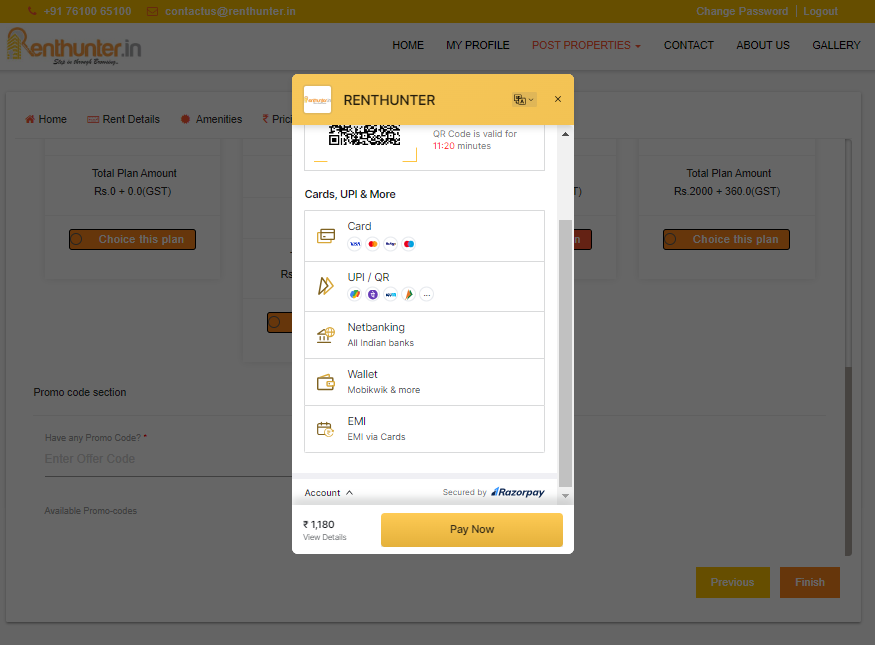 +91 76100 65100 contactus@renthunter.in Change Password | Logout
Renthunter.in
Step in through Browsing..
HOME MY PROFILE POST PROPERTIES CONTACT ABOUT US GALLERY
RENTHUNTER
Home Rent Details Amenities ₹ Prici
QR Code is valid for
11:20 minutes
Total Plan Amount
Rs.0 + 0.0(GST)
Choice this plan
Rs
T)
n
Total Plan Amount
Rs.2000 + 360.0(GST)
Choice this plan
Cards, UPI & More
Card
VISA
UPI / QR
Netbanking
All Indian banks
Wallet
Mobikwik & more
EMI
EMI via Cards
Account
Secured by Razorpay
₹ 1,180
View Details
Pay Now
Promo code section
Have any Promo Code? *
Enter Offer Code
Available Promo-codes
Previous Finish